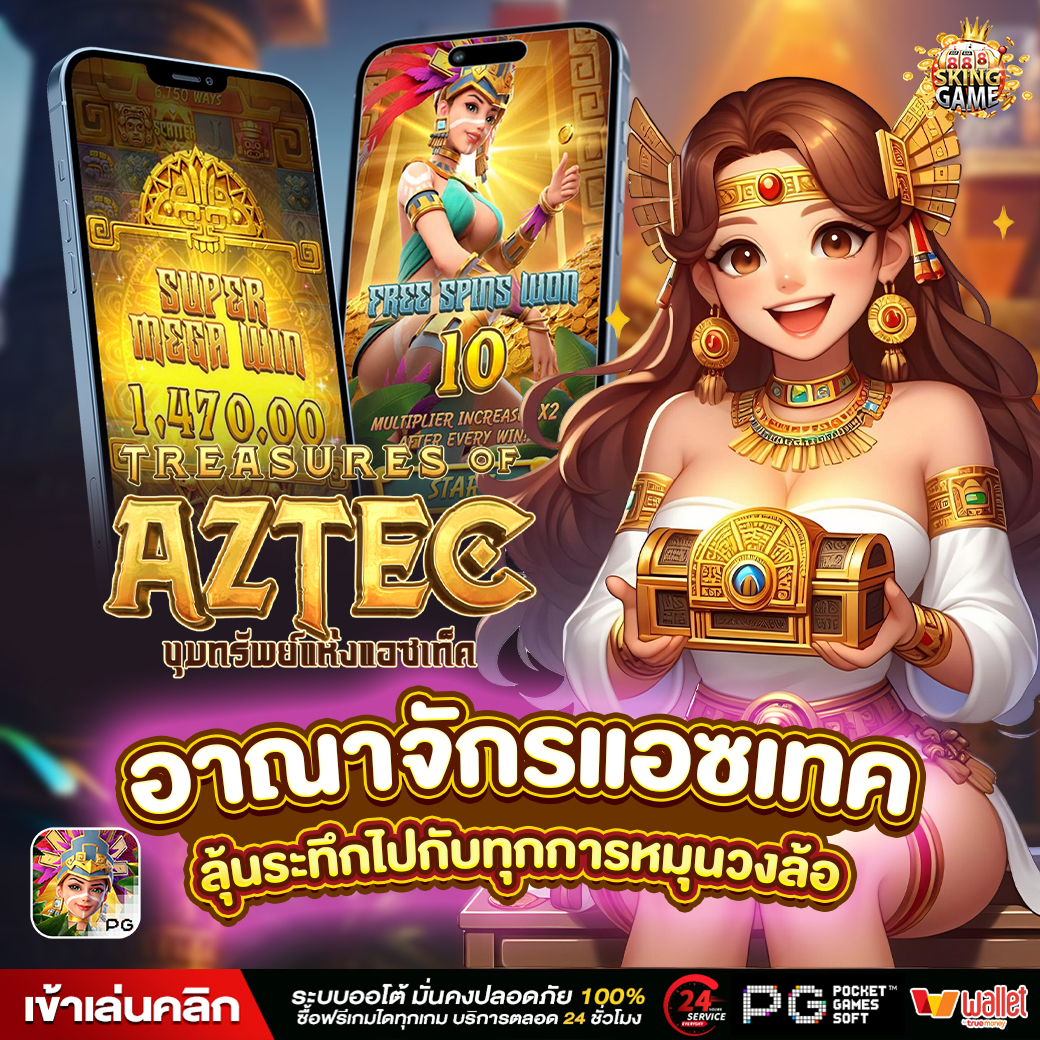 888
SKING
GAME
6,750 WAYS
SUPER
MEGA WIN
1,470.00
FREE SPINS WON
10
MULTIPLIER INCREAS
X2
AFTER EVERY WIN.
STAR
TREASURES OF
AZTEC
ขุมทรัพย์แห่งแอซเท็ค
อาณาจักรแอซเทค
ลุ้นระทึกไปกับทุกการหมุนวงล้อ
PG
เข้าเล่นคลิก
ระบบออโต้ มั่นคงปลอดภัย 100%
ซื้อฟรีเกมได้ทุกเกม บริการตลอด 24 ชั่วโมง
24 HOURS
SERVICE
EVERYDAY
PG POCKET GAMES SOFT™
wallet
by truemoney